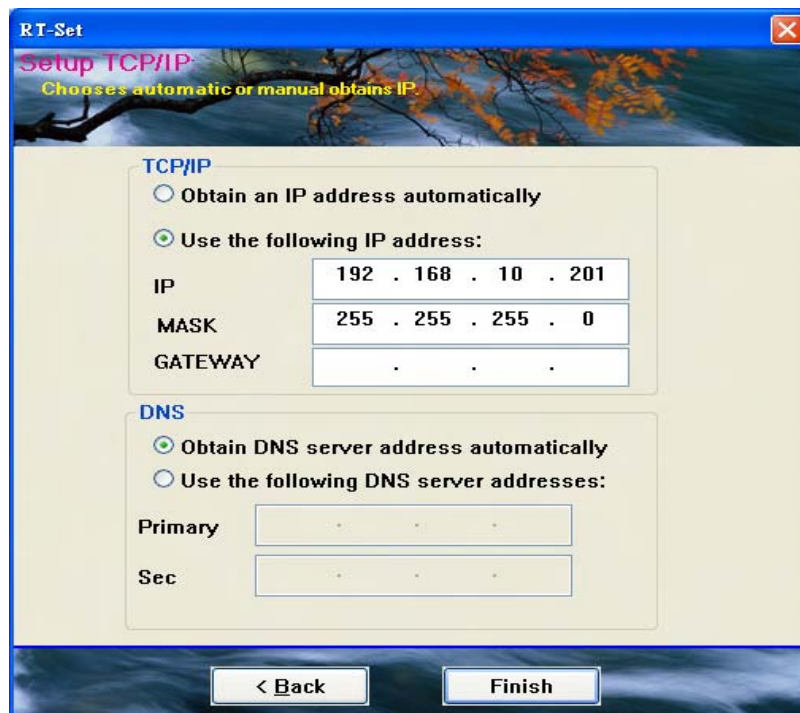 RT-Set
Setup TCP/IP
Chooses automatic or manual obtains IP.
TCP/IP
Obtain an IP address automatically
Use the following IP address:
IP 192 . 168 . 10 . 201
MASK 255 . 255 . 255 . 0
GATEWAY . . .
DNS
Obtain DNS server address automatically
Use the following DNS server addresses:
Primary . . .
Sec . . .
< Back Finish